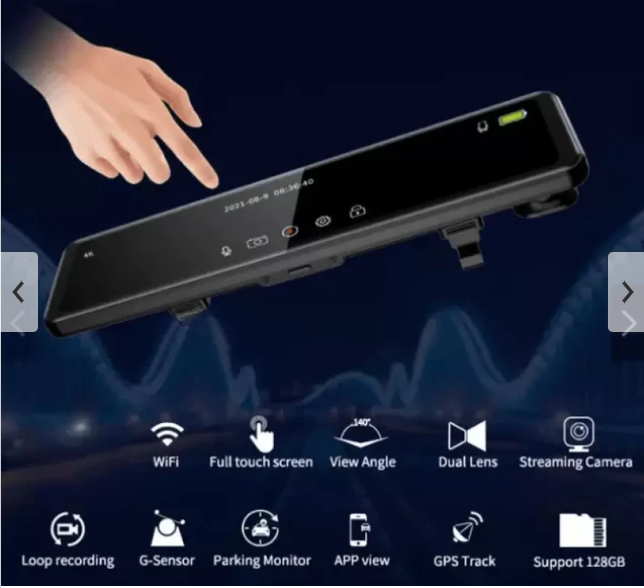 2021-08-9 00:30:40
4K
140°
WiFi Full touch screen View Angle Dual Lens Streaming Camera
Loop recording G-Sensor Parking Monitor APP view GPS Track Support 128GB